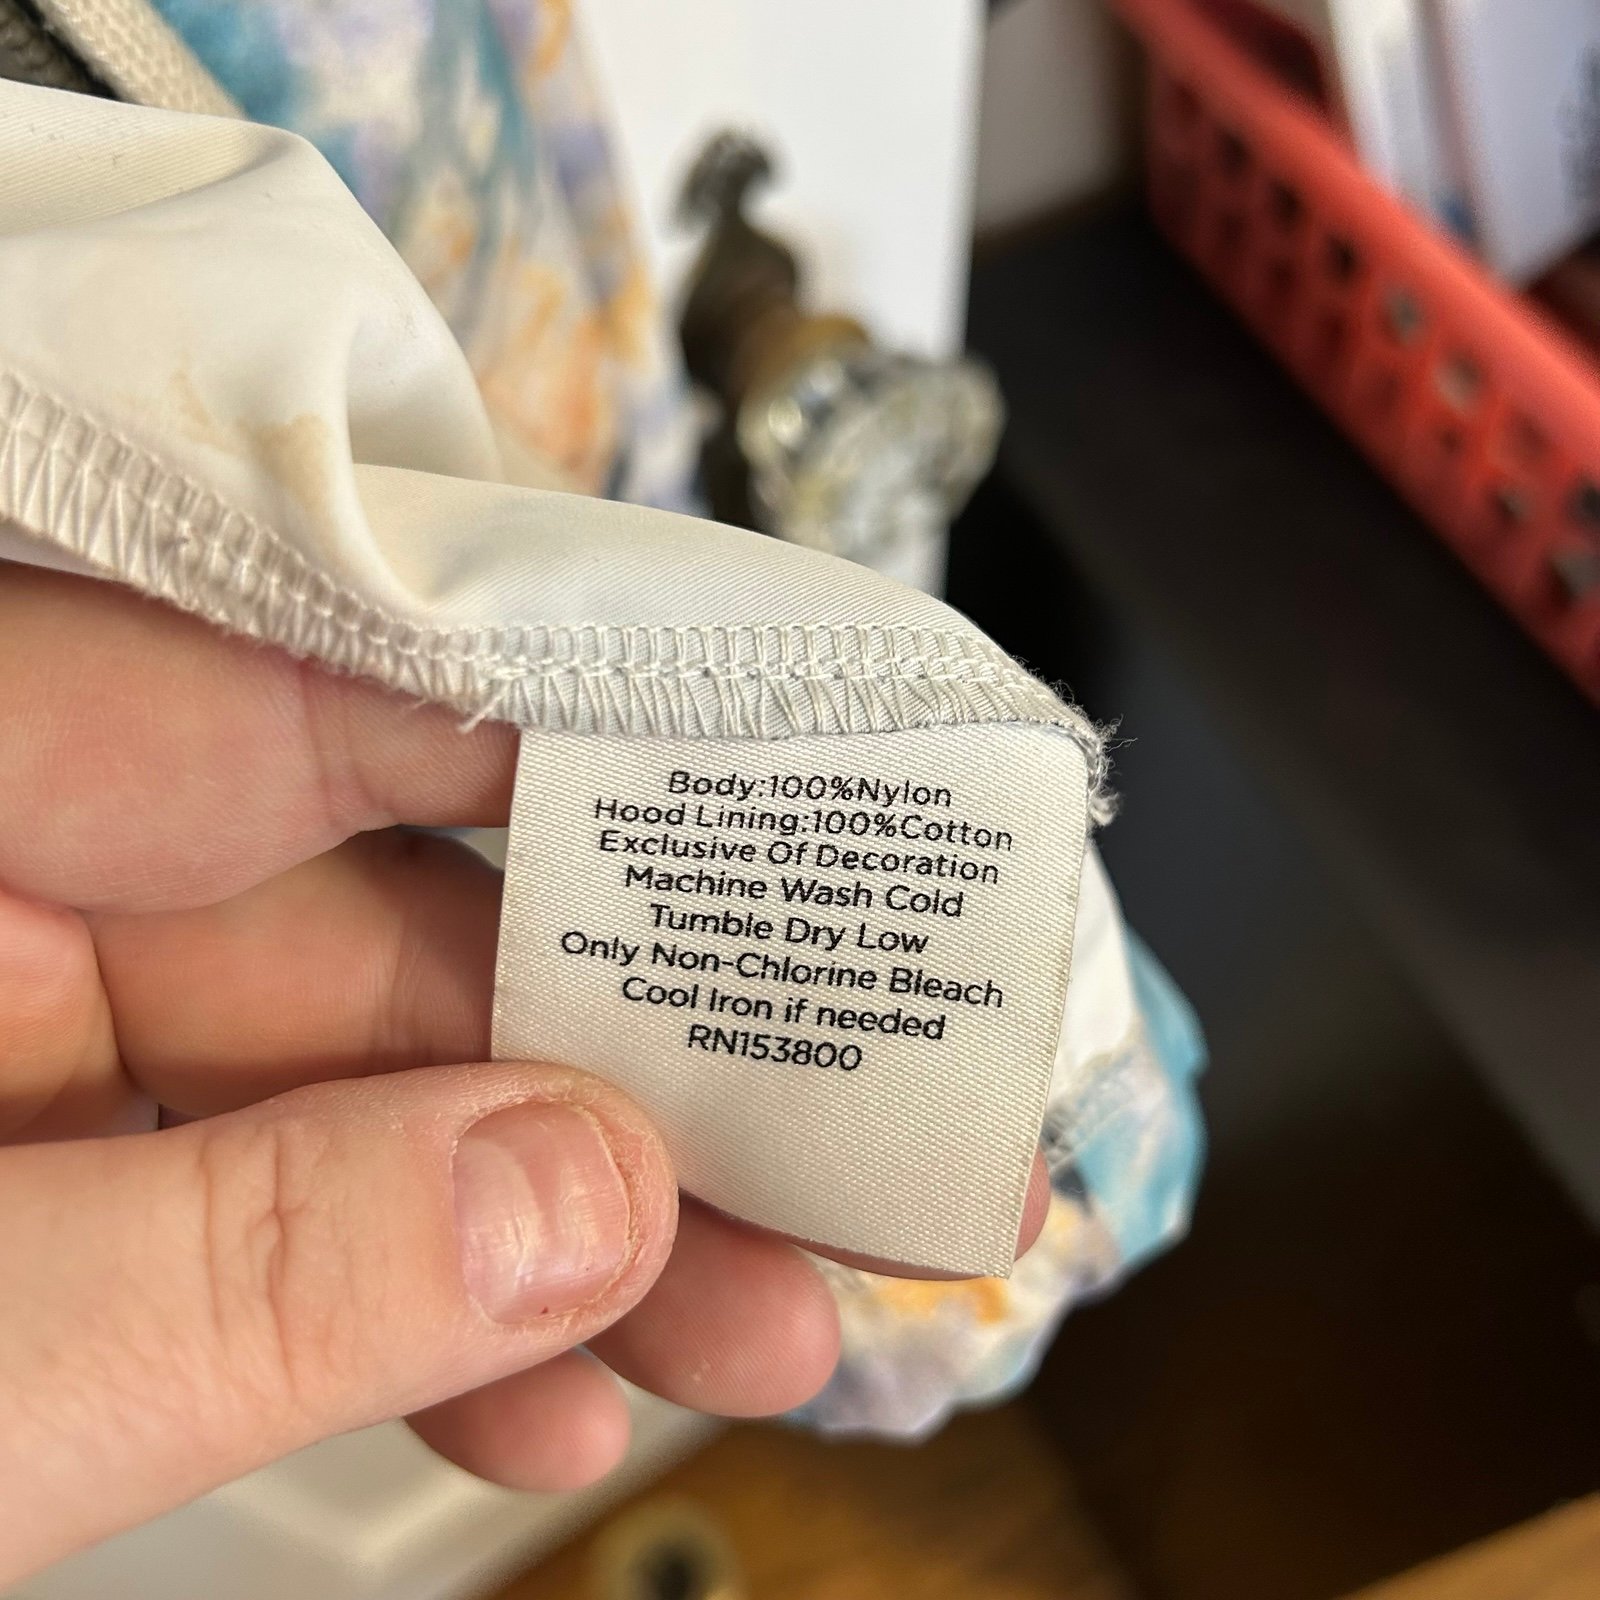 Body:100%Nylon
Hood Lining:100%Cotton
Exclusive Of Decoration
Machine Wash Cold
Tumble Dry Low
Only Non-Chlorine Bleach
Cool Iron if needed
RN153800